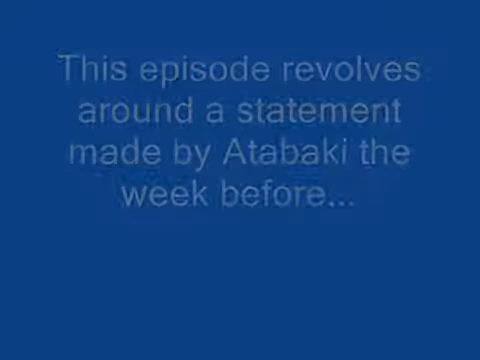 This episode revolves
around a statement
made by Atabaki the
week before...